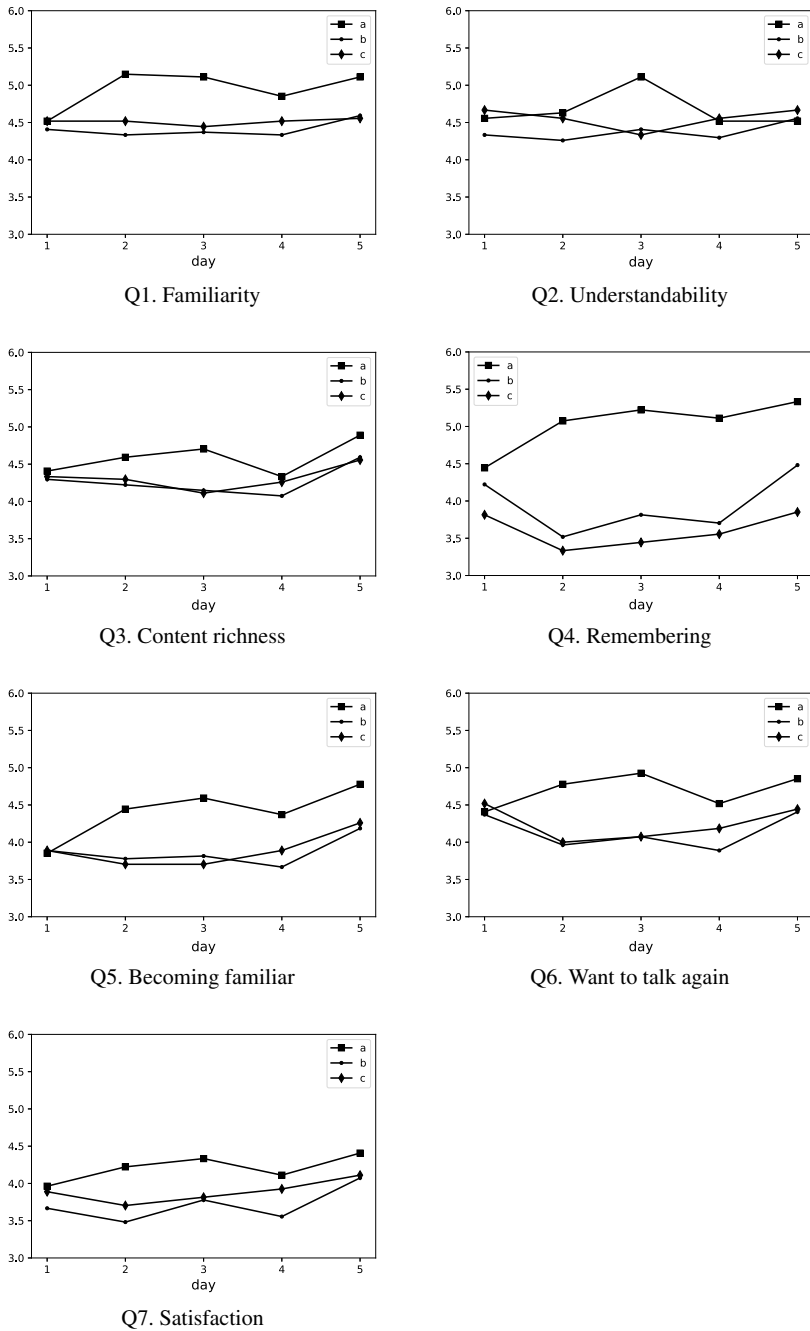 6.0
5.5
5.0
4.5
4.0
3.5
3.0
1 2 3 4 5
day
a
b
c
Q1. Familiarity
6.0
5.5
5.0
4.5
4.0
3.5
3.0
1 2 3 4 5
day
a
b
c
Q2. Understandability
6.0
5.5
5.0
4.5
4.0
3.5
3.0
1 2 3 4 5
day
a
b
c
Q3. Content richness
6.0
5.5
5.0
4.5
4.0
3.5
3.0
1 2 3 4 5
day
a
b
c
Q4. Remembering
6.0
5.5
5.0
4.5
4.0
3.5
3.0
1 2 3 4 5
day
a
b
c
Q5. Becoming familiar
6.0
5.5
5.0
4.5
4.0
3.5
3.0
1 2 3 4 5
day
a
b
c
Q6. Want to talk again
6.0
5.5
5.0
4.5
4.0
3.5
3.0
1 2 3 4 5
day
a
b
c
Q7. Satisfaction